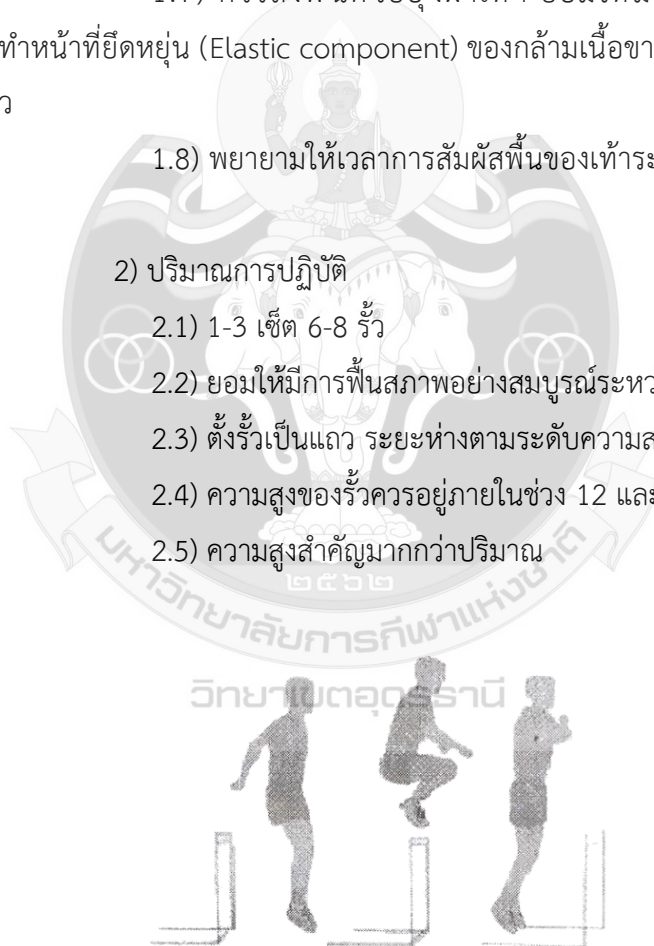 ทำหน้าที่ยืดหยุ่น (Elastic component) ของกล้ามเนื้อขา
ว
1.8) พยายามให้เวลาการสัมผัสพื้นของเท้าระ
2) ปริมาณการปฏิบัติ
2.1) 1-3 เซ็ต 6-8 รั้ว
2.2) ยอมให้มีการฟื้นสภาพอย่างสมบูรณ์ระหว
2.3) ตั้งรั้วเป็นแถว ระยะห่างตามระดับความส
2.4) ความสูงของรั้วควรอยู่ภายในช่วง 12 และ
2.5) ความสูงสำคัญมากกว่าปริมาณ
๒๕๖๒
มหาวิทยาลัยการกีฬาแห่งชาติ
วิทยาเขตอุดรธานี